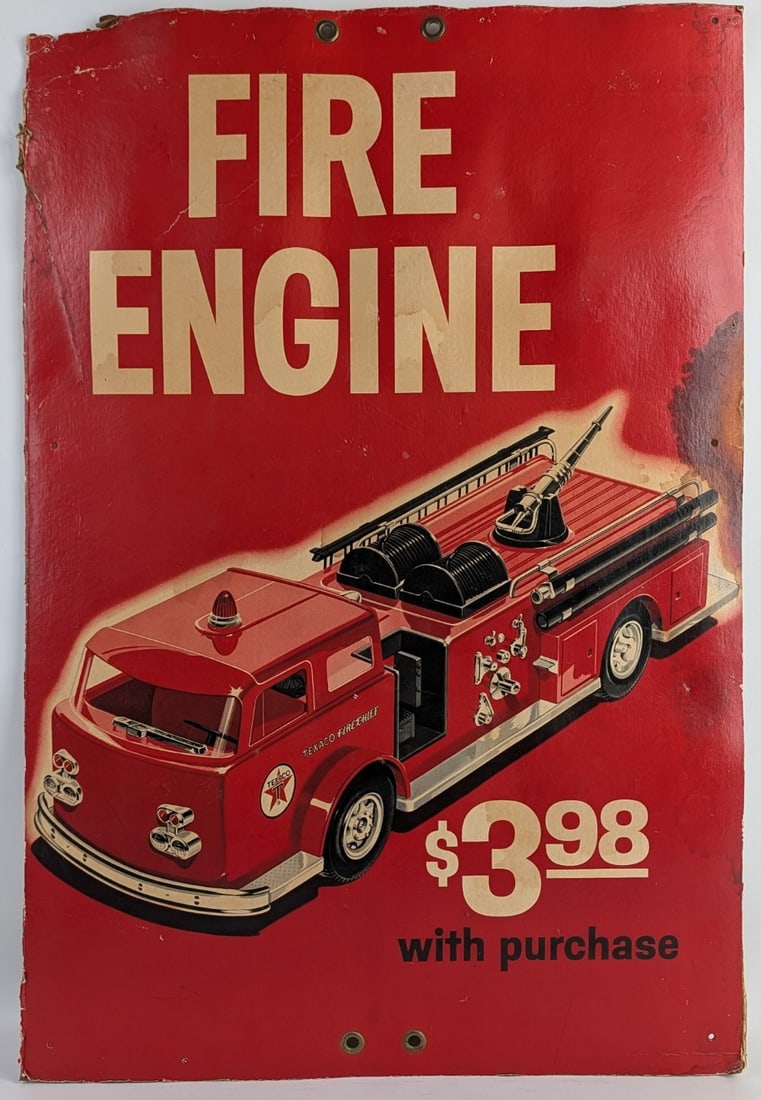 FIRE
ENGINE
TEXACO FIRE CHIEF
TEXACO
T
$3.98
with purchase